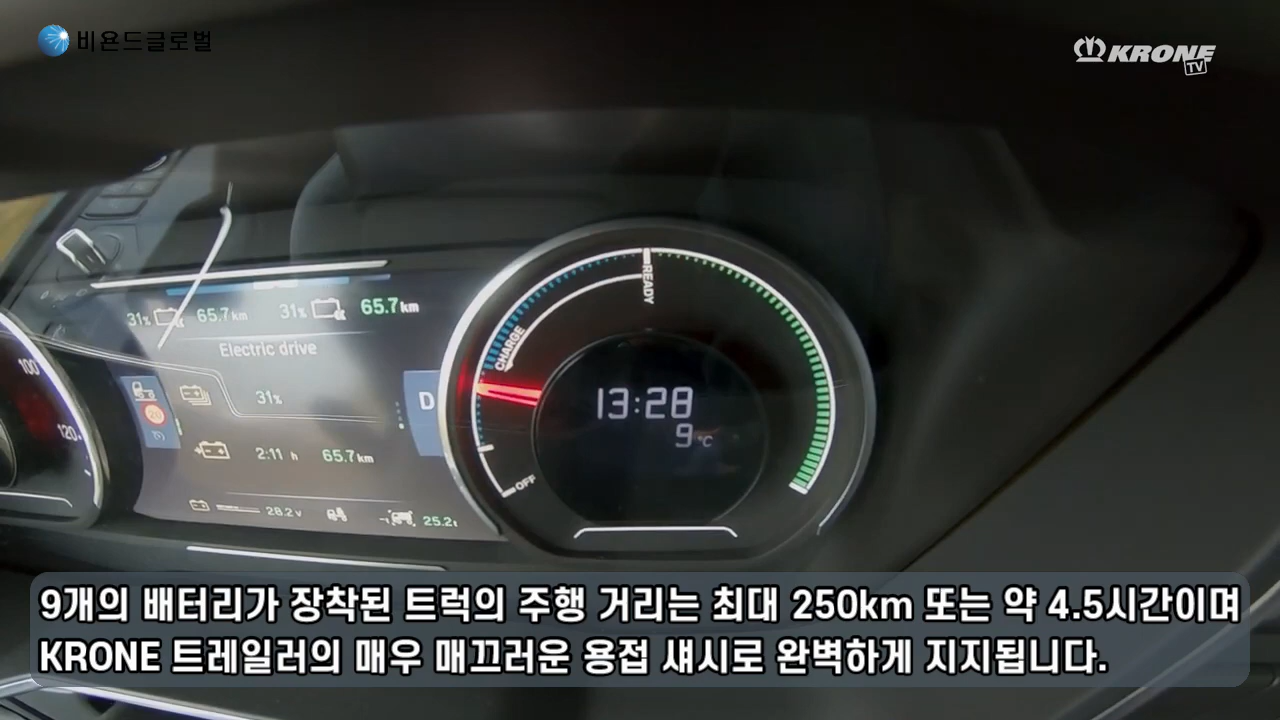 비욘드글로벌
KRONE
TV
31% 65.7 km 31% 65.7 km
Electric drive
100
120
31%
D
2:11 h 65.7 km
28.2 V 25.2 t
READY
CHARGE
OFF
13:28
9 °C
9개의 배터리가 장착된 트럭의 주행 거리는 최대 250km 또는 약 4.5시간이며
KRONE 트레일러의 매우 매끄러운 용접 섀시로 완벽하게 지지됩니다.